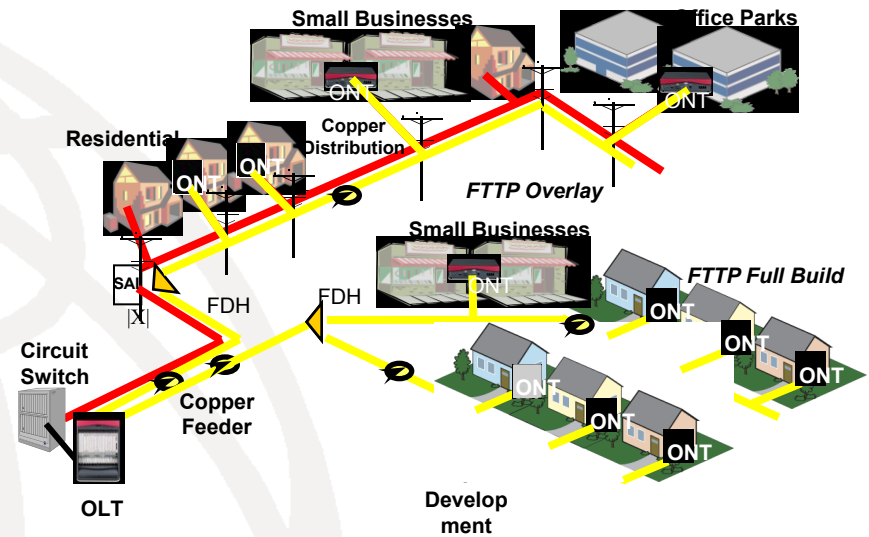 Small Businesses
Office Parks
ONT
ONT
Residential
Copper
Distribution
ONT
ONT
FTTP Overlay
Small Businesses
ONT
FTTP Full Build
SAI
FDH
FDH
|X|
ONT
ONT
ONT
ONT
ONT
Circuit
Switch
Copper
Feeder
OLT
Develop
ment